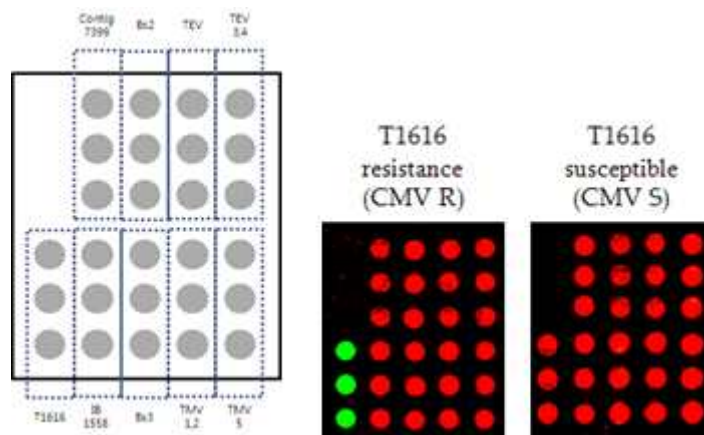 Contig
7399
Bs2
TEV
TEV
3,4
T1616
resistance
(CMV R)
T1616
susceptible
(CMV S)
T1616
IB
1558
Bs3
TMV
1,2
TMV
5